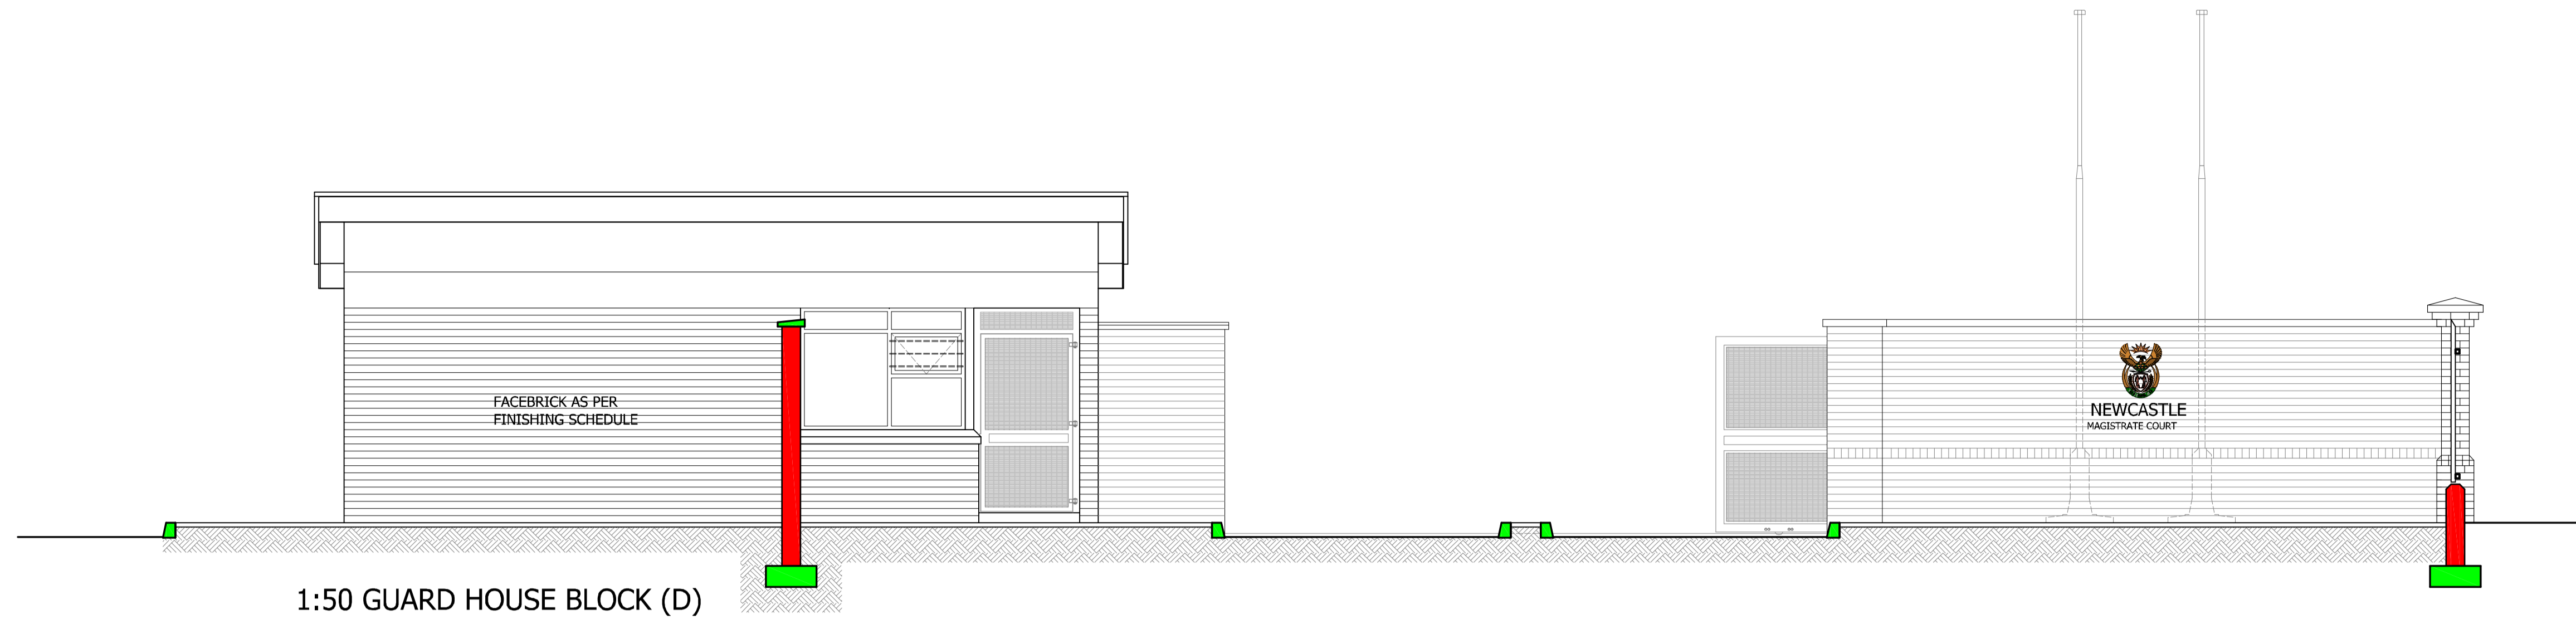 FACEBRICK AS PER
FINISHING SCHEDULE
NEWCASTLE
MAGISTRATE COURT
1:50 GUARD HOUSE BLOCK (D)